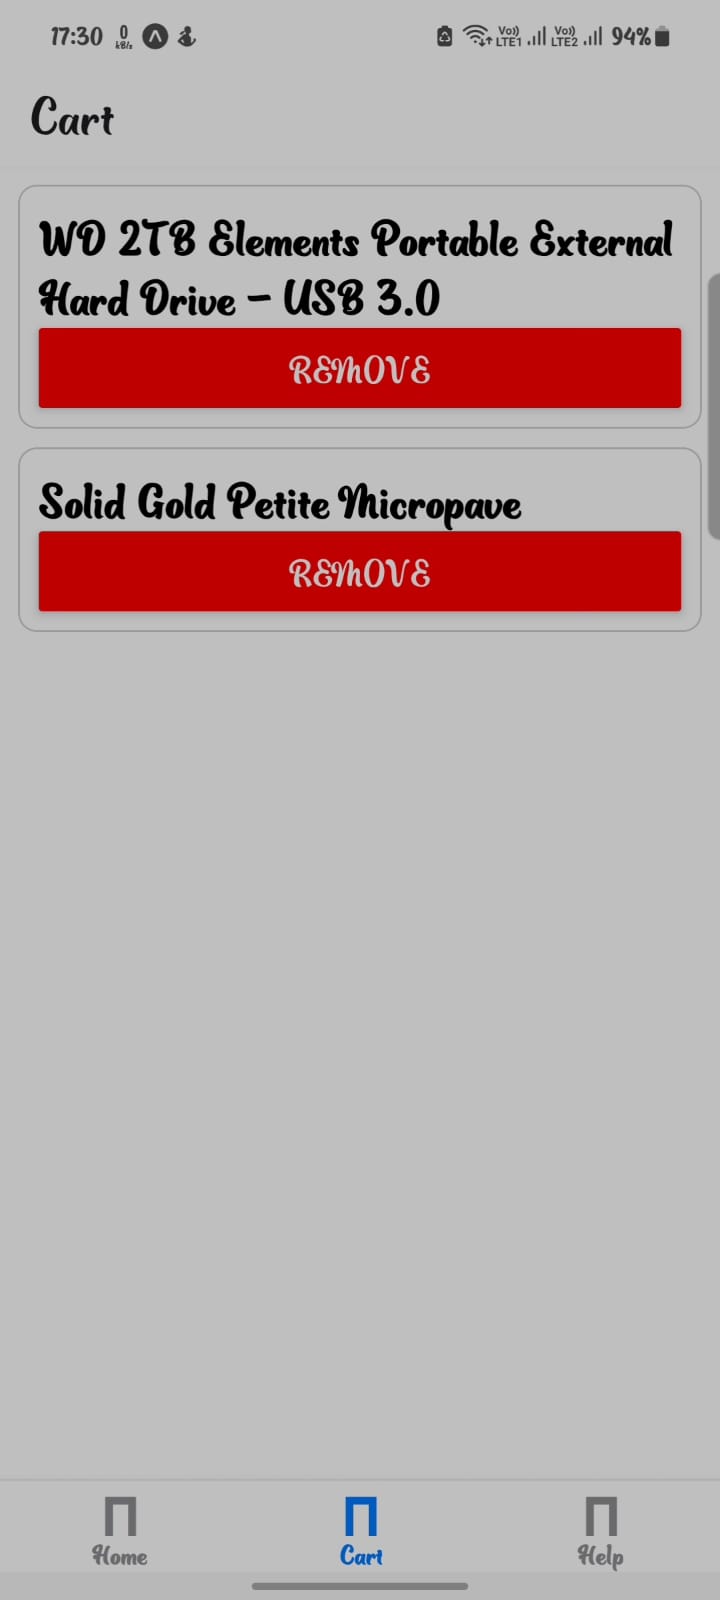 17:30 0 kB/s Vo)) LTE1 Vo)) LTE2 94%
Cart
WD 2TB Elements Portable External
Hard Drive - USB 3.0
REMOVE
Solid Gold Petite Micropave
REMOVE
Home Cart Help